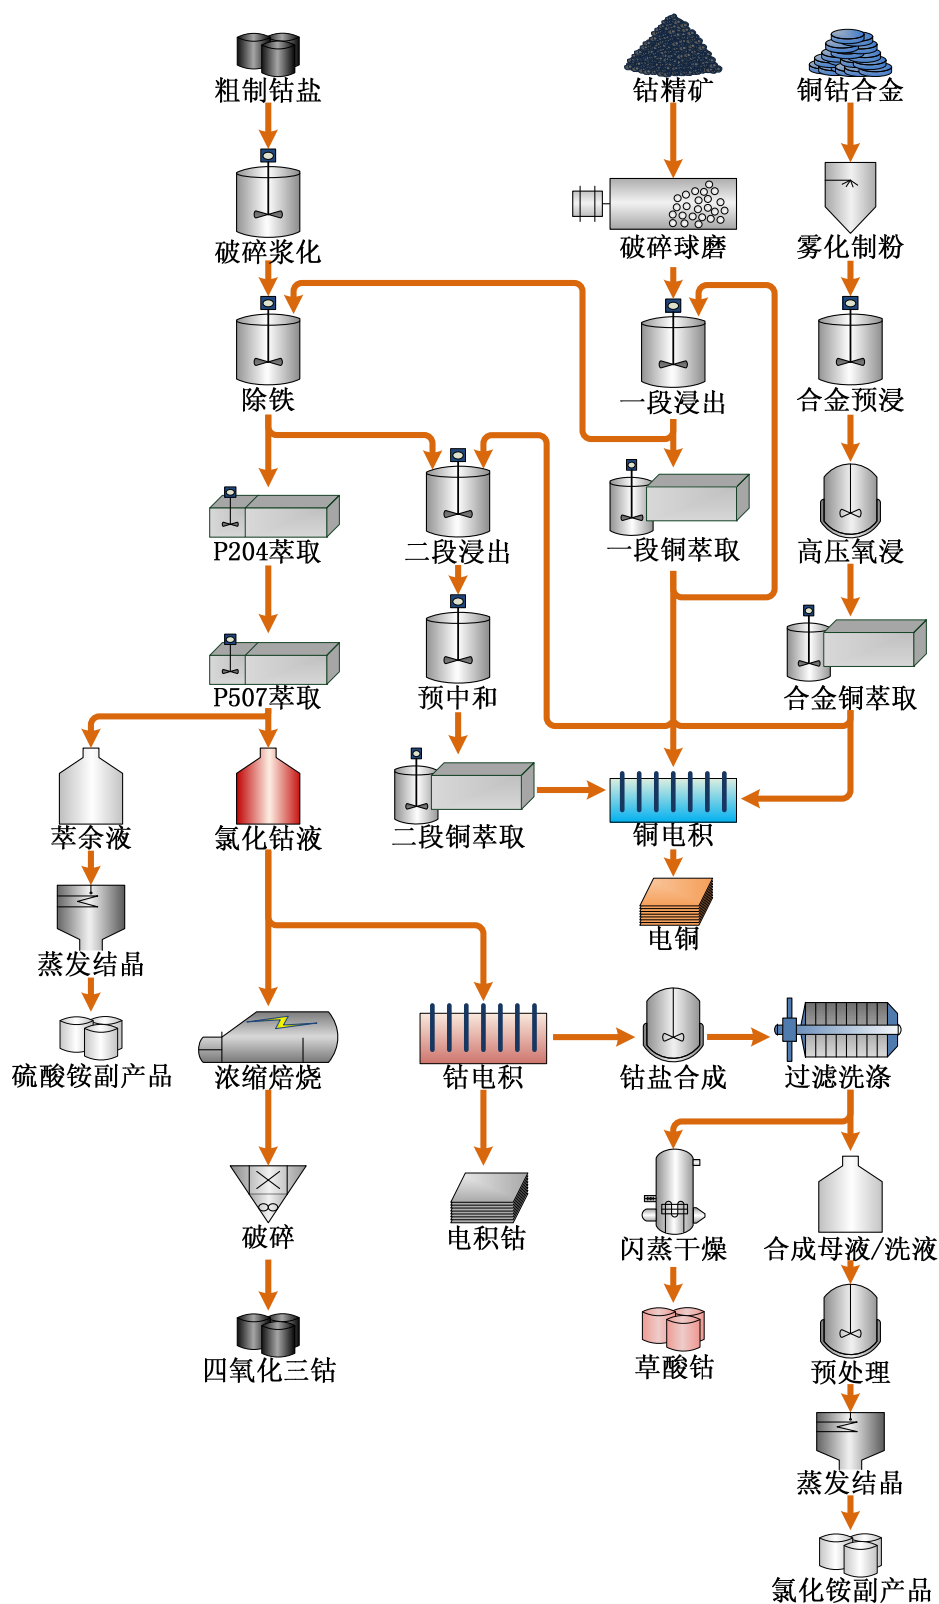 粗制钴盐
钴精矿
铜钴合金
破碎浆化
破碎球磨
雾化制粉
除铁
一段浸出
合金预浸
P204萃取
二段浸出
一段铜萃取
高压氧浸
P507萃取
预中和
合金铜萃取
萃余液
氯化钴液
二段铜萃取
铜电积
电铜
蒸发结晶
硫酸铵副产品
浓缩焙烧
钴电积
钴盐合成
过滤洗涤
破碎
电积钴
闪蒸干燥
合成母液/洗液
四氧化三钴
草酸钴
预处理
蒸发结晶
氯化铵副产品